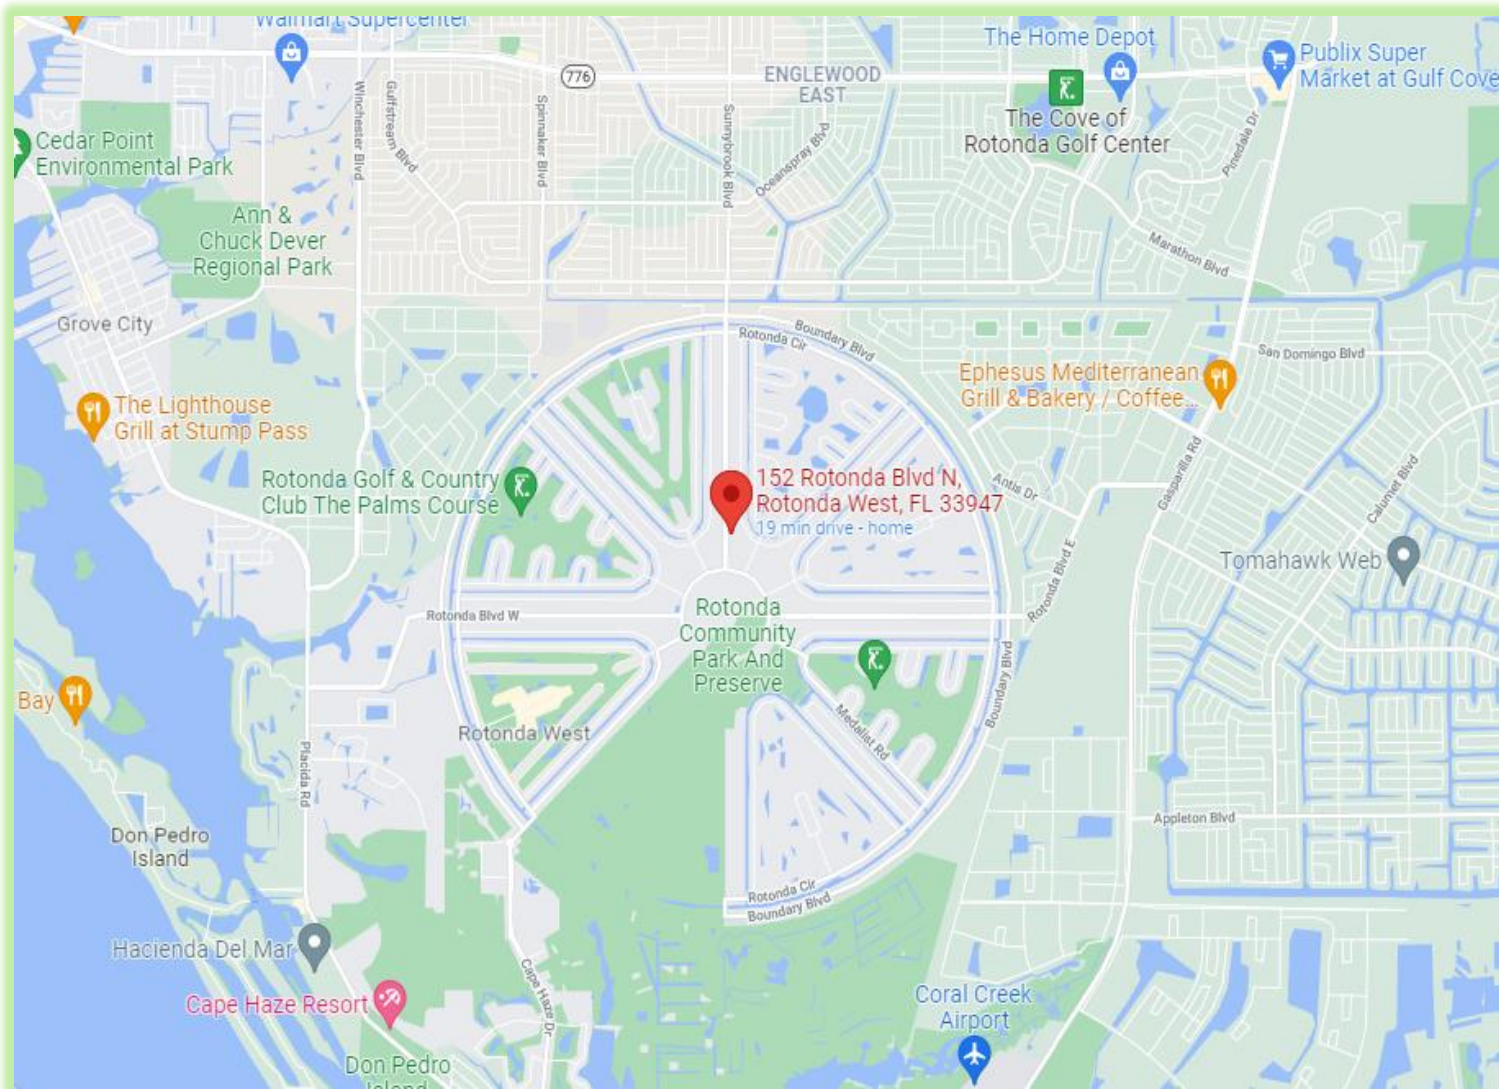 Walmart Supercenter
The Home Depot
Publix Super
Market at Gulf Cove
776
ENGLEWOOD
EAST
The Cove of
Rotonda Golf Center
Cedar Point
Environmental Park
Winchester Blvd
Gulfstream Blvd
Spinnaker Blvd
Sunnybrook Blvd
Oceanspray Blvd
Pinedale Dr
Ann &
Chuck Dever
Regional Park
Marathon Blvd
Grove City
Boundary Blvd
Rotonda Cir
San Domingo Blvd
Ephesus Mediterranean
Grill & Bakery / Coffee...
The Lighthouse
Grill at Stump Pass
Rotonda Golf & Country
Club The Palms Course
152 Rotonda Blvd N,
Rotonda West, FL 33947
19 min drive - home
Antis Dr
Gasparilla Rd
Calumet Blvd
Tomahawk Web
Rotonda Blvd E
Rotonda Blvd W
Rotonda
Community
Park And
Preserve
Boundary Blvd
Bay
Rotonda West
Medalist Rd
Placida Rd
Don Pedro
Island
Appleton Blvd
Rotonda Cir
Boundary Blvd
Hacienda Del Mar
Cape Haze Dr
Cape Haze Resort
Coral Creek
Airport
Don Pedro
Island